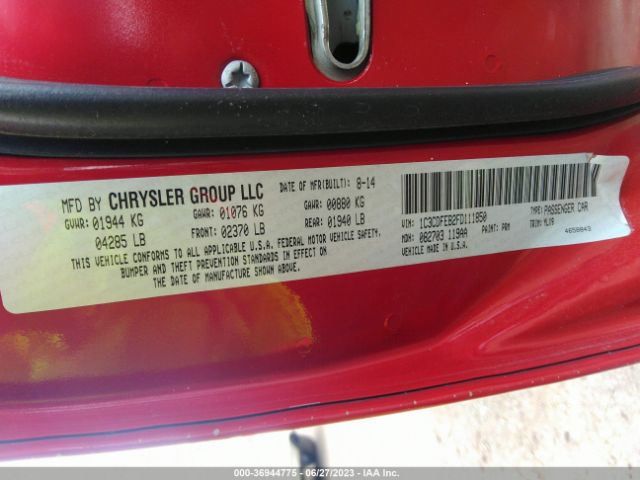 MFD BY CHRYSLER GROUP LLC DATE OF MFR(BUILT): 8-14
GVWR: 01944 KG GAWR: 01076 KG GAWR: 00880 KG
04285 LB FRONT: 02370 LB REAR: 01940 LB
THIS VEHICLE CONFORMS TO ALL APPLICABLE U.S.A. FEDERAL MOTOR VEHICLE SAFETY,
BUMPER AND THEFT PREVENTION STANDARDS IN EFFECT ON
THE DATE OF MANUFACTURE SHOWN ABOVE.
VIN: 1C3CDFEB2FD111850 TYPE: PASSENGER CAR
MDH: 082703 119AA PAINT: PRM TRIM: MLV9
VEHICLE MADE IN U.S.A. 4658843
000-36944775 - 06/27/2023 - IAA Inc.